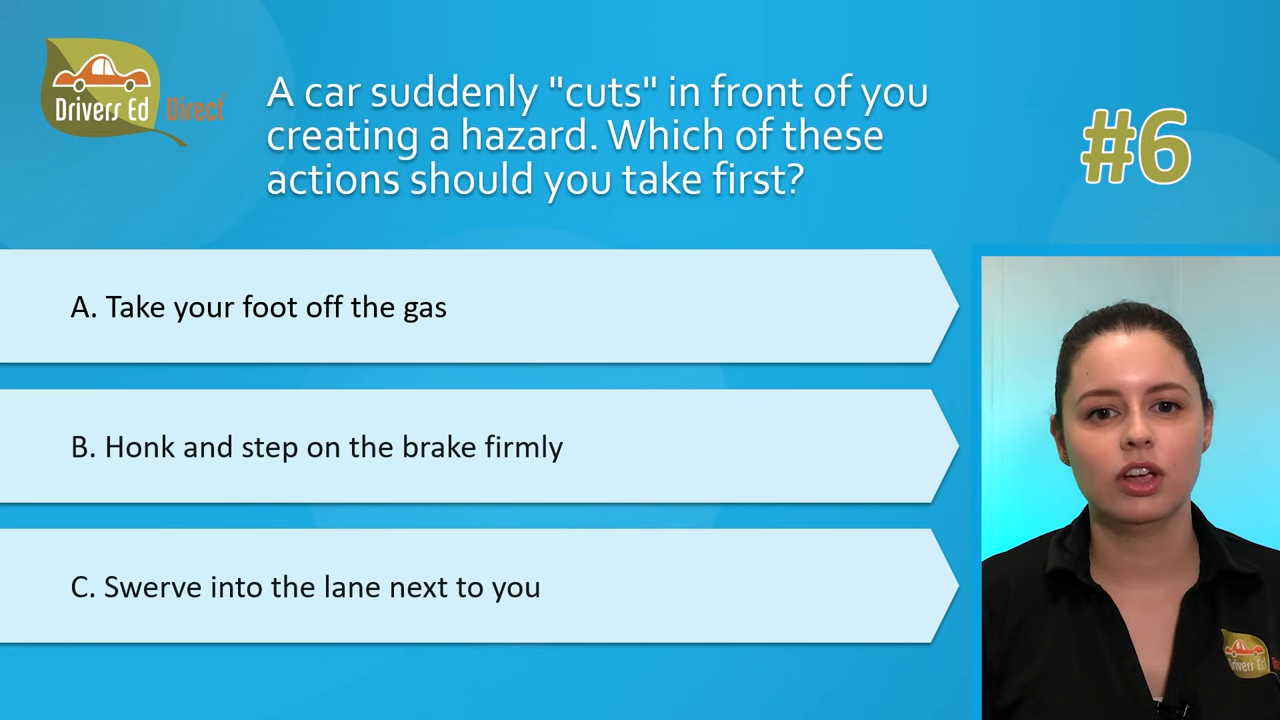 Drivers Ed Direct
A car suddenly "cuts" in front of you
creating a hazard. Which of these
actions should you take first?
#6
A. Take your foot off the gas
B. Honk and step on the brake firmly
C. Swerve into the lane next to you
Drivers Ed